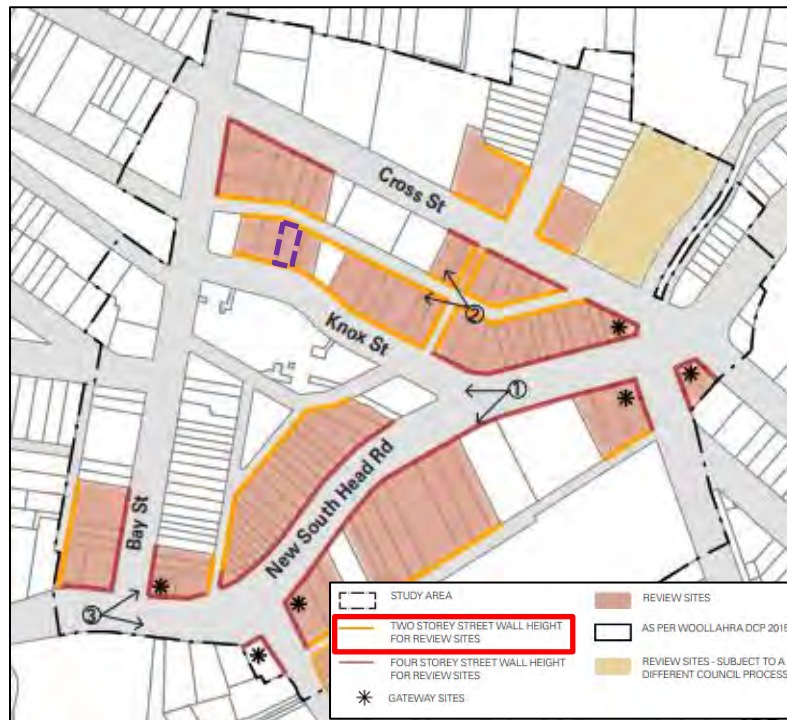 Cross St
Knox St
②
①
New South Head Rd
Bay St
③
STUDY AREA
TWO STOREY STREET WALL HEIGHT
FOR REVIEW SITES
FOUR STOREY STREET WALL HEIGHT
FOR REVIEW SITES
GATEWAY SITES
REVIEW SITES
AS PER WOOLLAHRA DCP 2015
REVIEW SITES - SUBJECT TO A
DIFFERENT COUNCIL PROCESS